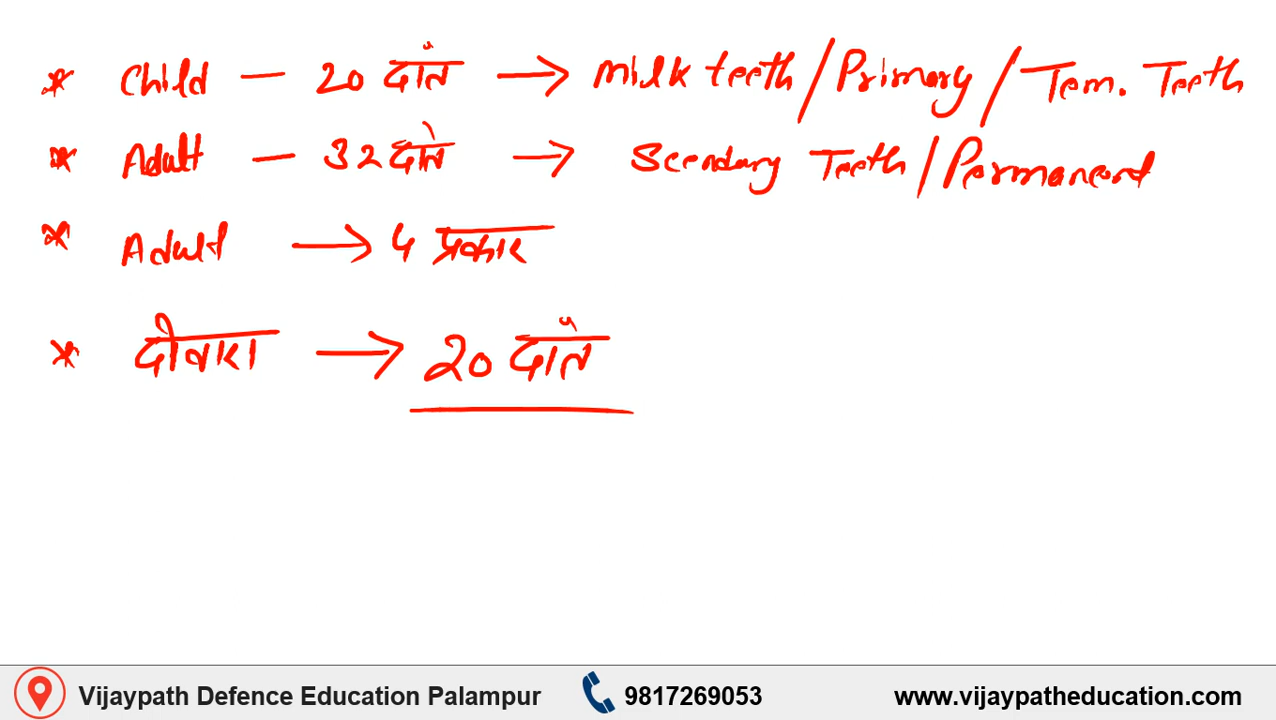 * Child — 20 दाँत → Milk teeth / Primary / Tem. Teeth
* Adult — 32 दाँत → Scendary Teeth / Permanent
* Adult → 4 प्रकार
* दोवारा → 20 दाँत
Vijaypath Defence Education Palampur 9817269053 www.vijaypatheducation.com